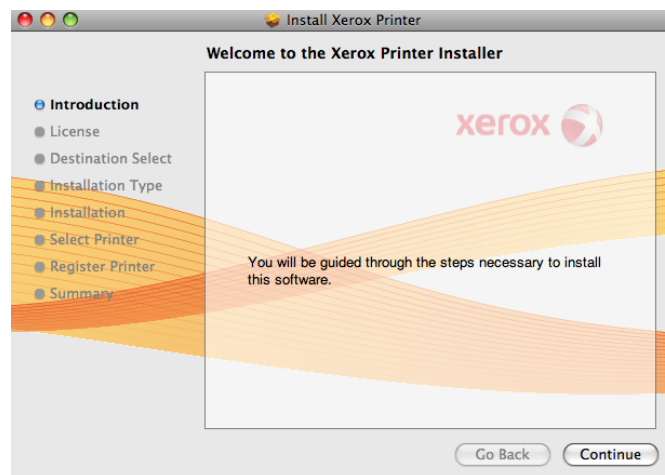 Install Xerox Printer
Welcome to the Xerox Printer Installer
Introduction
License
Destination Select
Installation Type
Installation
Select Printer
Register Printer
Summary
xerox
You will be guided through the steps necessary to install
this software.
Go Back
Continue